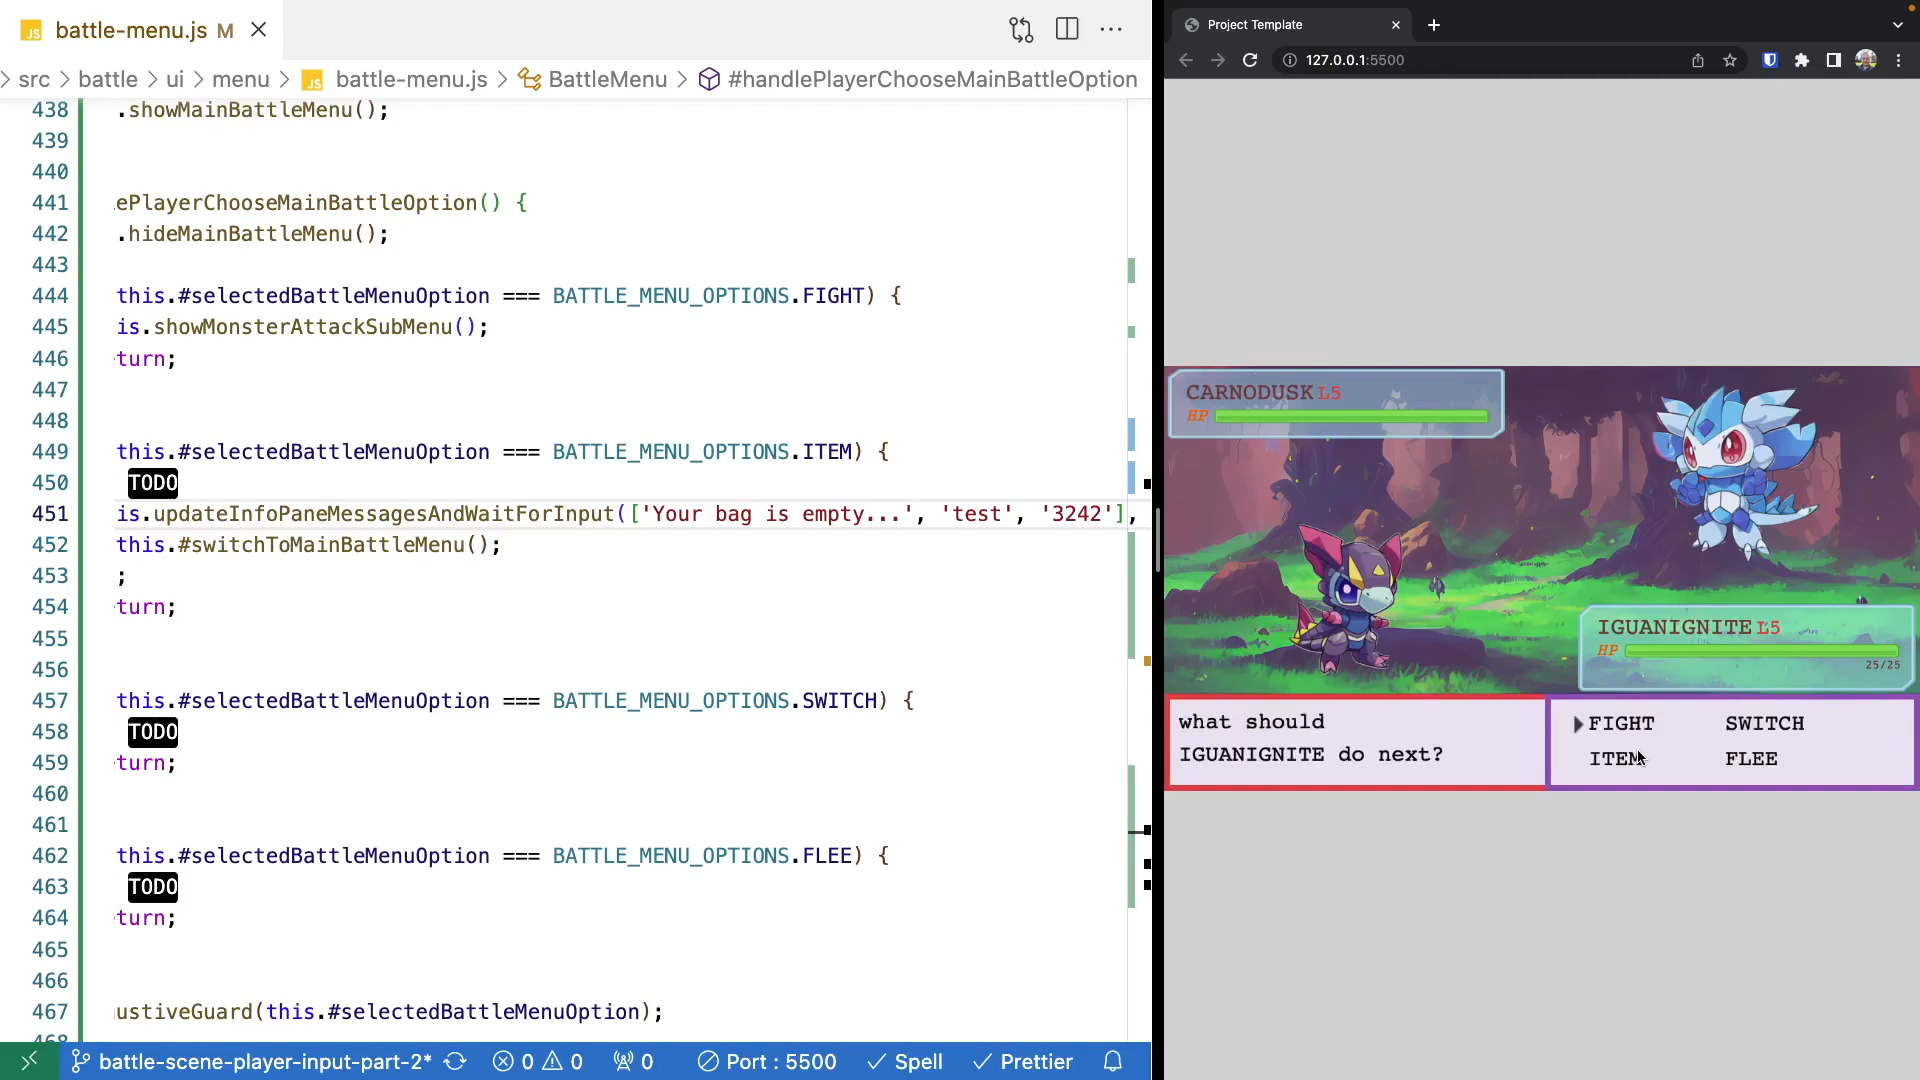 JS battle-menu.js M
> src > battle > ui > menu > JS battle-menu.js > BattleMenu > #handlePlayerChooseMainBattleOption
438 .showMainBattleMenu();
439
440
441 ePlayerChooseMainBattleOption() {
442 .hideMainBattleMenu();
443
444 this.#selectedBattleMenuOption === BATTLE_MENU_OPTIONS.FIGHT) {
445 is.showMonsterAttackSubMenu();
446 turn;
447
448
449 this.#selectedBattleMenuOption === BATTLE_MENU_OPTIONS.ITEM) {
450 TODO
451 is.updateInfoPaneMessagesAndWaitForInput(['Your bag is empty...', 'test', '3242'],
452 this.#switchToMainBattleMenu();
453 ;
454 turn;
455
456
457 this.#selectedBattleMenuOption === BATTLE_MENU_OPTIONS.SWITCH) {
458 TODO
459 turn;
460
461
462 this.#selectedBattleMenuOption === BATTLE_MENU_OPTIONS.FLEE) {
463 TODO
464 turn;
465
466
467 ustiveGuard(this.#selectedBattleMenuOption);
468
battle-scene-player-input-part-2* 0 0 0 Port : 5500 Spell Prettier
Project Template
127.0.0.1:5500
CARNODUSK L5
HP
IGUANIGNITE L5
HP
25/25
what should
IGUANIGNITE do next?
FIGHT SWITCH
ITEM FLEE